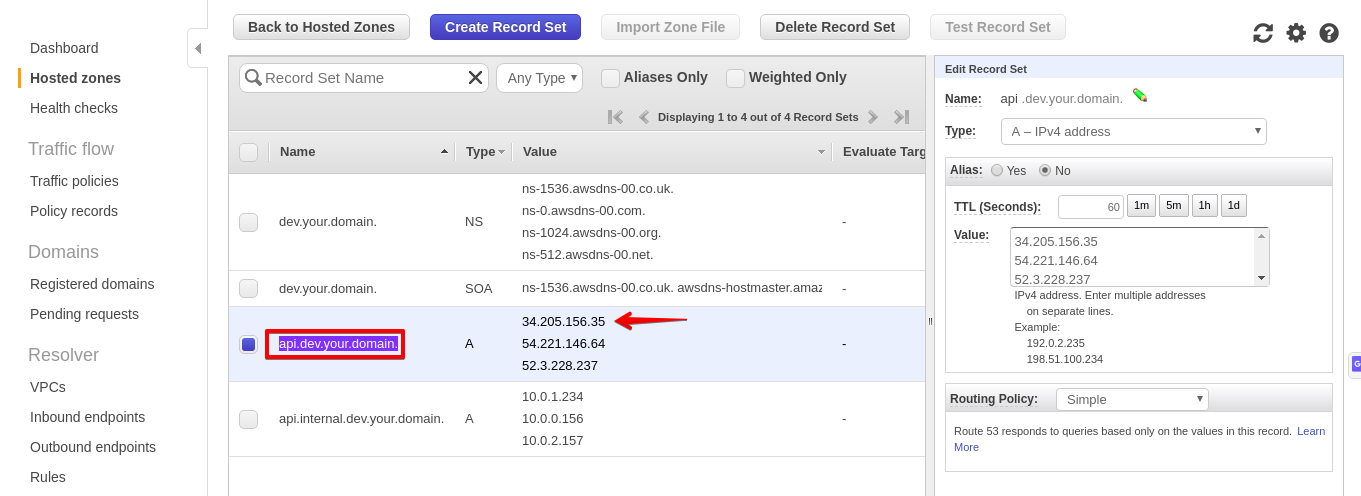 Back to Hosted Zones
Create Record Set
Import Zone File
Delete Record Set
Test Record Set
Dashboard
Hosted zones
Health checks
Traffic flow
Traffic policies
Policy records
Domains
Registered domains
Pending requests
Resolver
VPCs
Inbound endpoints
Outbound endpoints
Rules
Record Set Name
Any Type
Aliases Only
Weighted Only
Displaying 1 to 4 out of 4 Record Sets
Name Type Value Evaluate Targ
dev.your.domain. NS
ns-1536.awsdns-00.co.uk.
ns-0.awsdns-00.com.
ns-1024.awsdns-00.org.
ns-512.awsdns-00.net.
-
dev.your.domain. SOA ns-1536.awsdns-00.co.uk. awsdns-hostmaster.amaz -
api.dev.your.domain. A
34.205.156.35
54.221.146.64
52.3.228.237
-
api.internal.dev.your.domain. A
10.0.1.234
10.0.0.156
10.0.2.157
-
Edit Record Set
Name: api .dev.your.domain.
Type: A – IPv4 address
Alias: Yes No
TTL (Seconds): 60 1m 5m 1h 1d
Value:
34.205.156.35
54.221.146.64
52.3.228.237
IPv4 address. Enter multiple addresses
on separate lines.
Example:
192.0.2.235
198.51.100.234
Routing Policy: Simple
Route 53 responds to queries based only on the values in this record. Learn
More